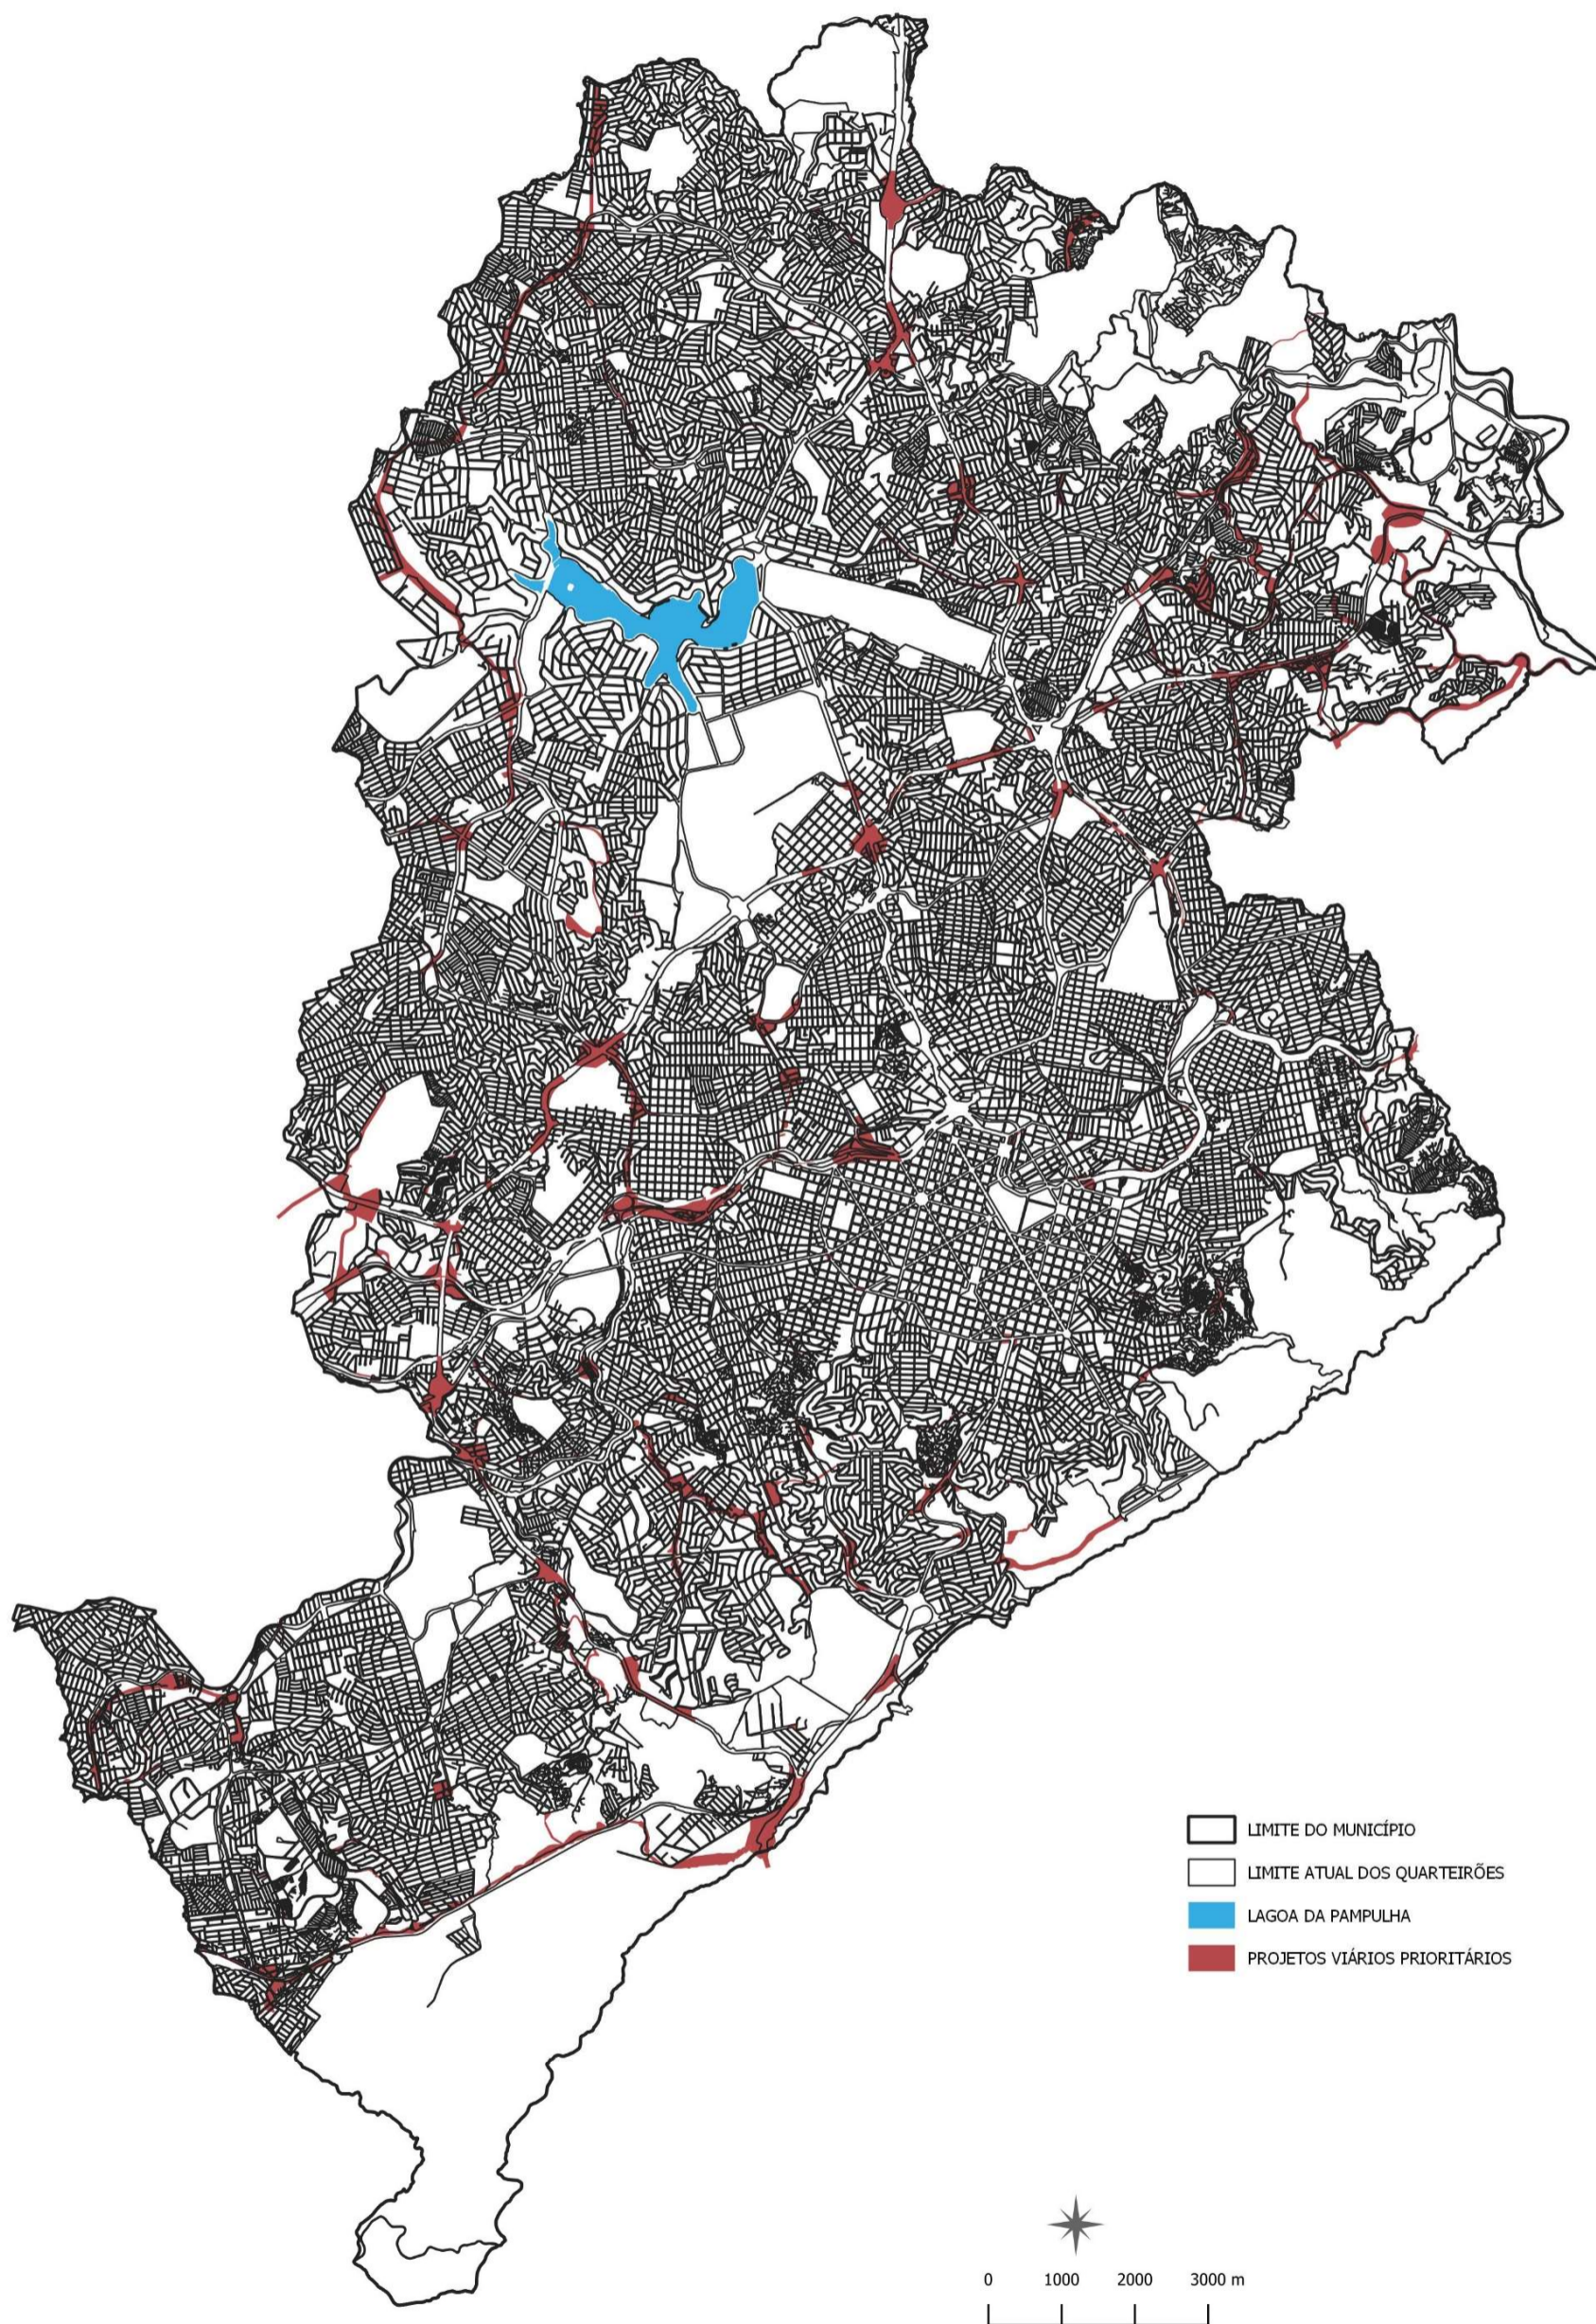 LIMITE DO MUNICÍPIO
LIMITE ATUAL DOS QUARTEIRÕES
LAGOA DA PAMPULHA
PROJETOS VIÁRIOS PRIORITÁRIOS
0 1000 2000 3000 m